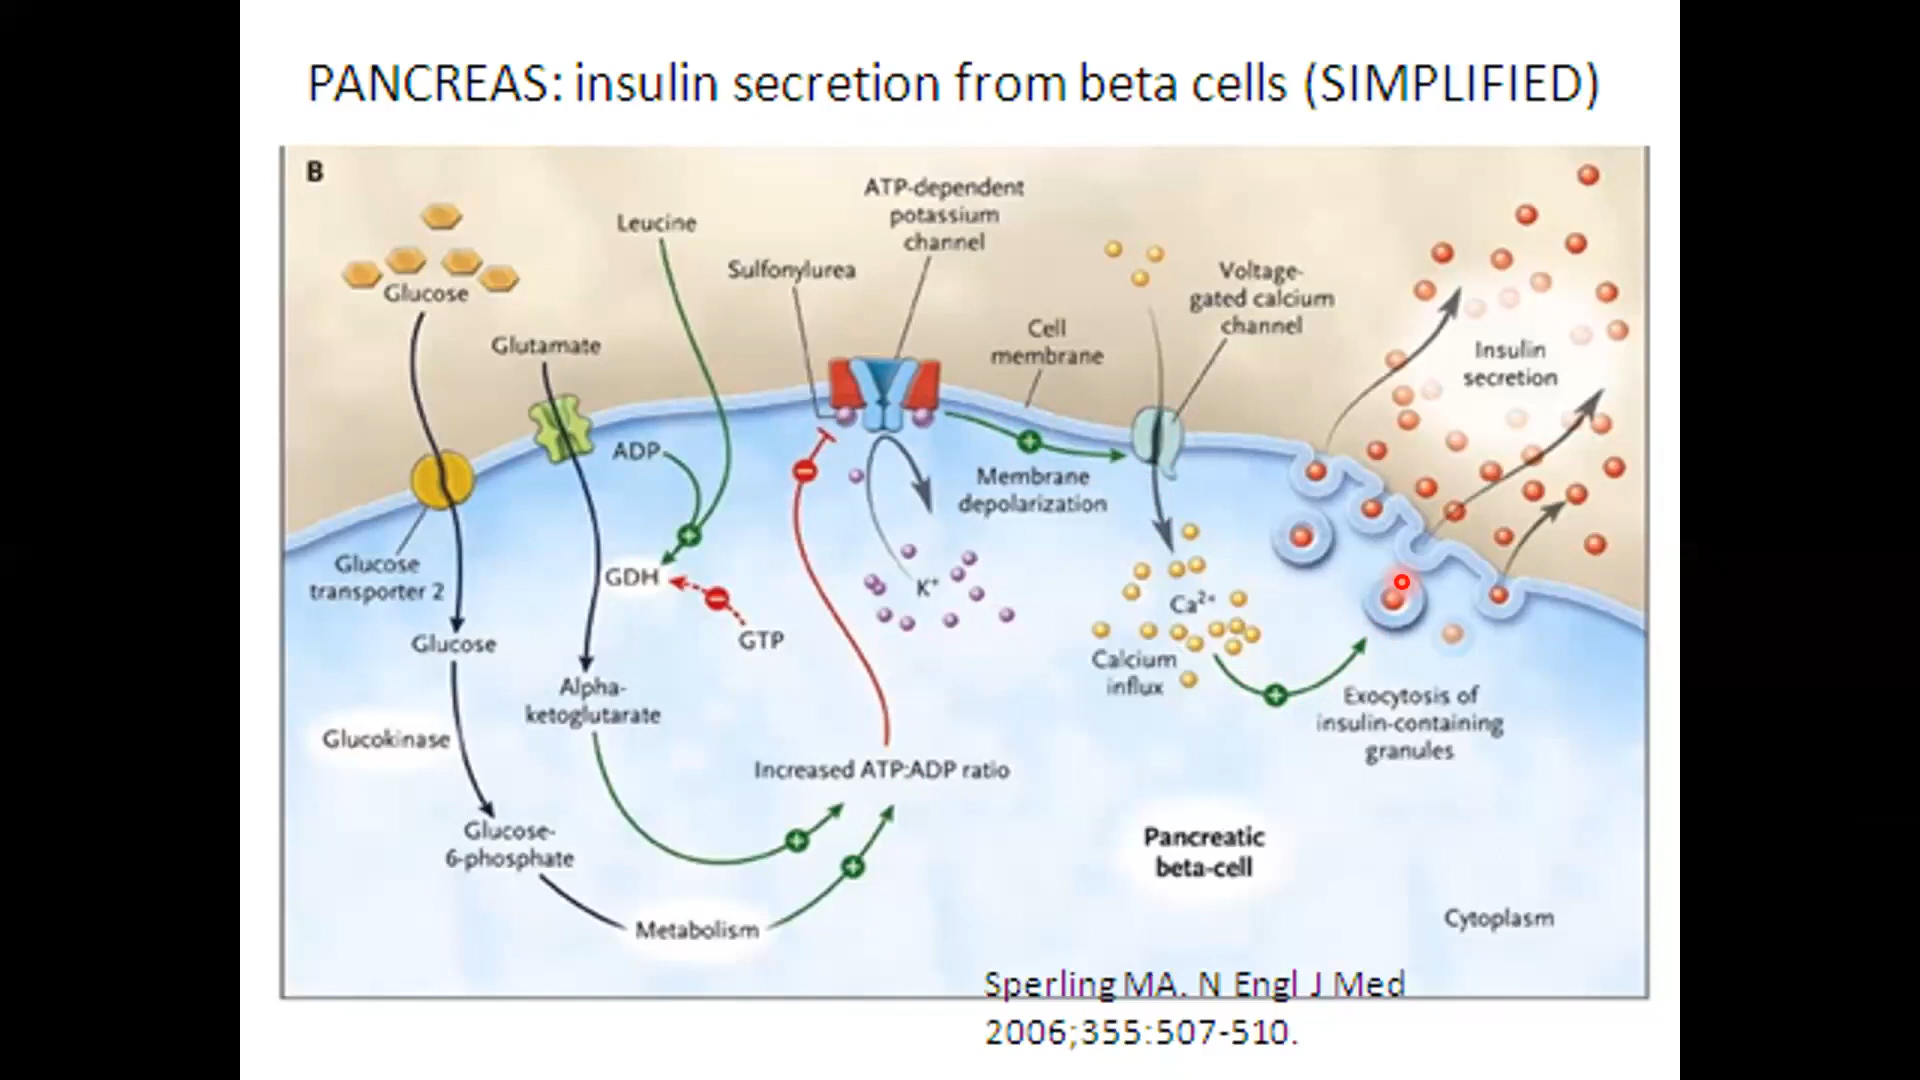 PANCREAS: insulin secretion from beta cells (SIMPLIFIED)
B
Glucose
Glutamate
Leucine
Sulfonylurea
ATP-dependent
potassium
channel
Cell
membrane
Voltage-
gated calcium
channel
Insulin
secretion
ADP
Membrane
depolarization
Glucose
transporter 2
GDH
GTP
K+
Ca2+
Calcium
influx
Glucose
Alpha-
ketoglutarate
Glucokinase
Exocytosis of
insulin-containing
granules
Increased ATP:ADP ratio
Glucose-
6-phosphate
Metabolism
Pancreatic
beta-cell
Cytoplasm
Sperling MA. N Engl J Med
2006;355:507-510.